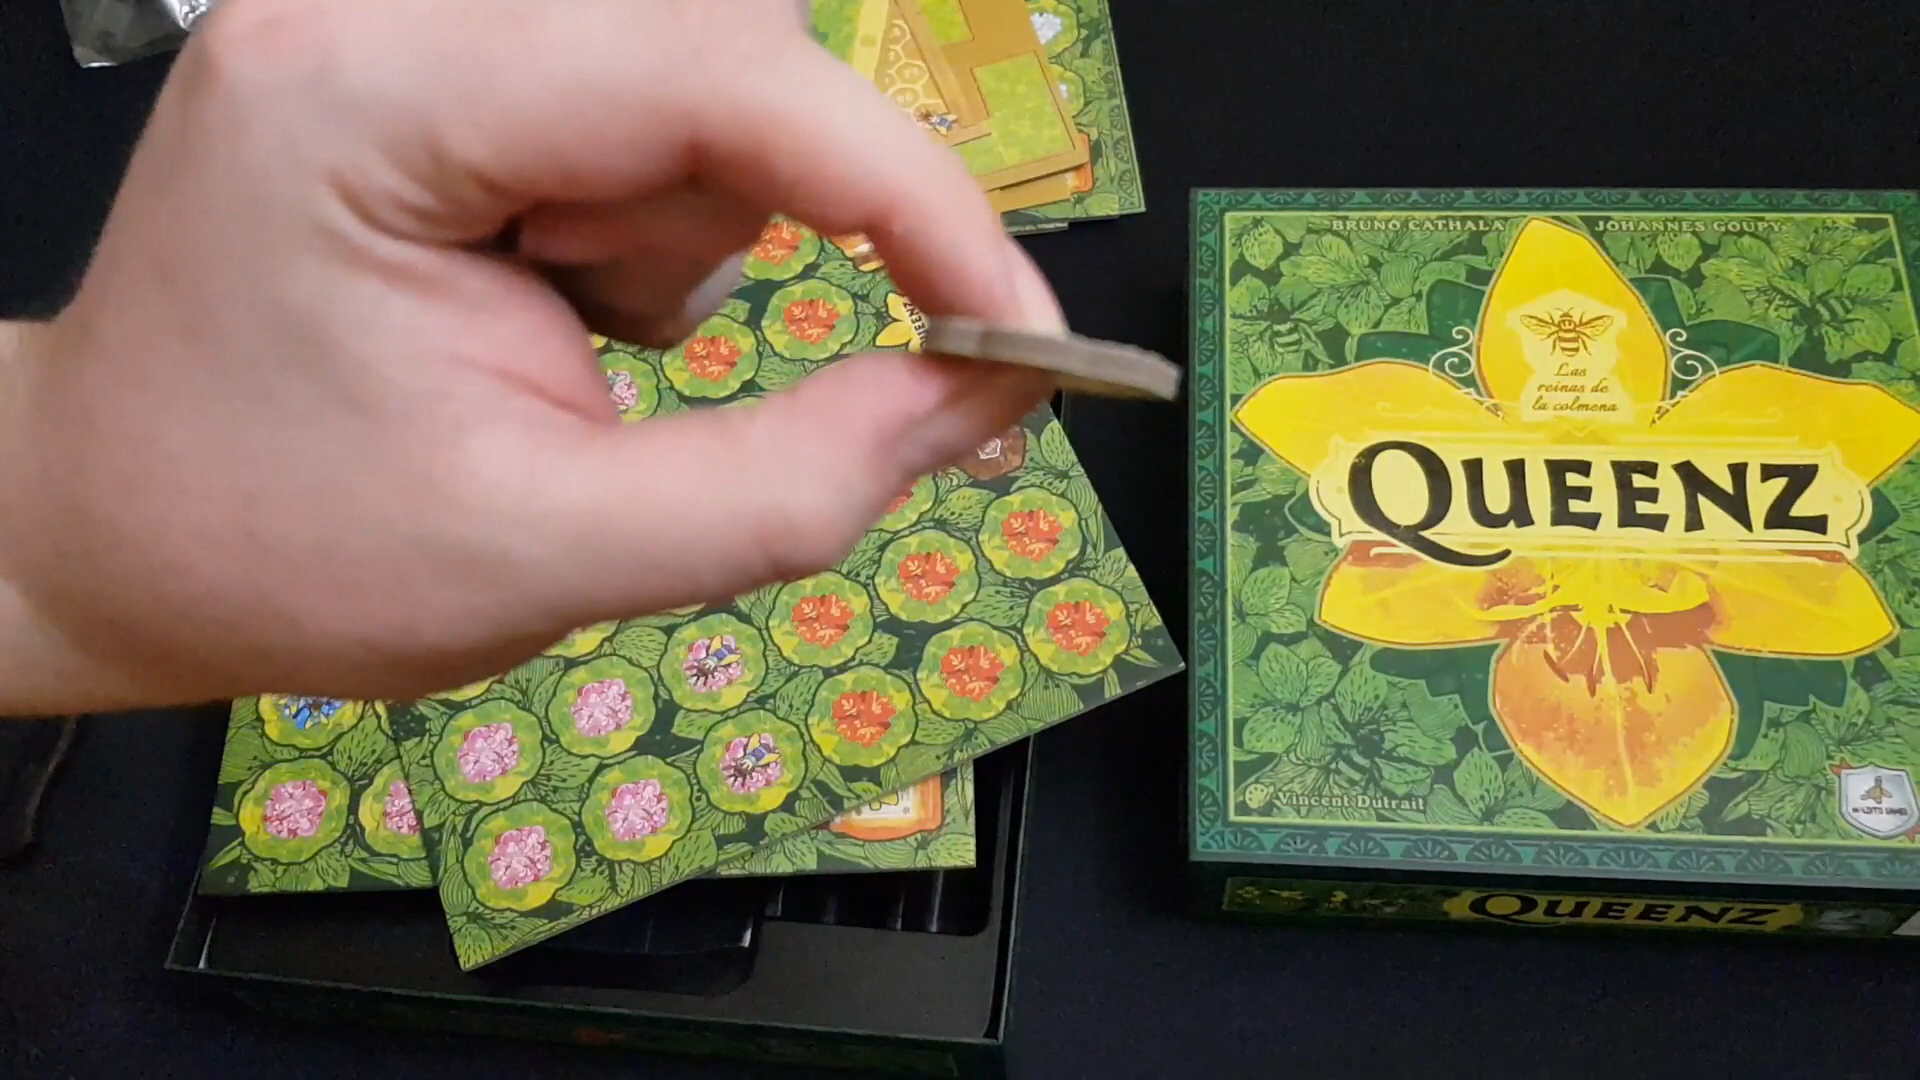 BRUNO CATHALA
JOHANNES GOUPY
Las
reinas de
la colmena
QUEENZ
Vincent Dutrait
QUEENZ